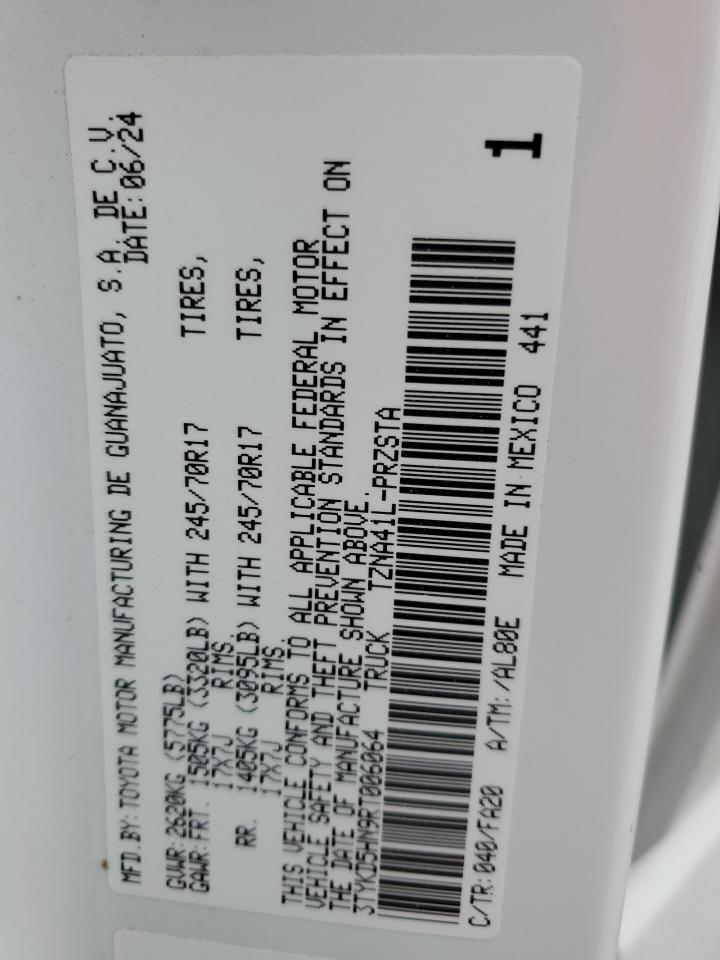 MFD. BY: TOYOTA MOTOR MANUFACTURING DE GUANAJUATO, S.A. DE C.V.
DATE: 06/24
GVWR: 2620KG (5775LB)
GAWR: FRT. 1505KG (3320LB) WITH 245/70R17 TIRES,
17X7J RIMS.
RR. 1405KG (3095LB) WITH 245/70R17 TIRES,
17X7J RIMS.
THIS VEHICLE CONFORMS TO ALL APPLICABLE FEDERAL MOTOR
VEHICLE SAFETY AND THEFT PREVENTION STANDARDS IN EFFECT ON
THE DATE OF MANUFACTURE SHOWN ABOVE.
3TYKD5HN9RT006064 TRUCK TZNA41L-PRZSTA
1
C/TR: 040/FA20 A/TM: /AL80E MADE IN MEXICO 441